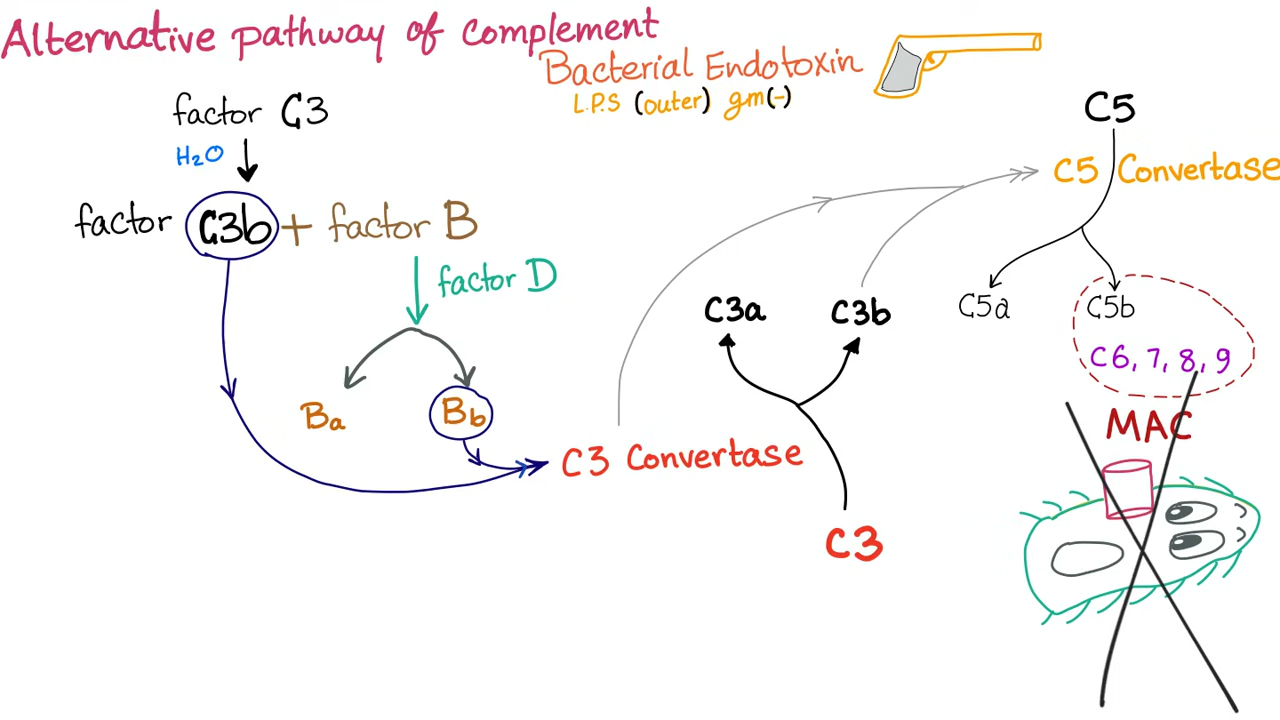 Alternative pathway of complement
Bacterial Endotoxin
L.P.S (outer) gm(-)
factor C3
H₂O
factor C3b + factor B
factor D
Ba
Bb
C3 Convertase
C3a
C3b
C3
C5
C5 Convertase
C5a
C5b
C6, 7, 8, 9
MAC